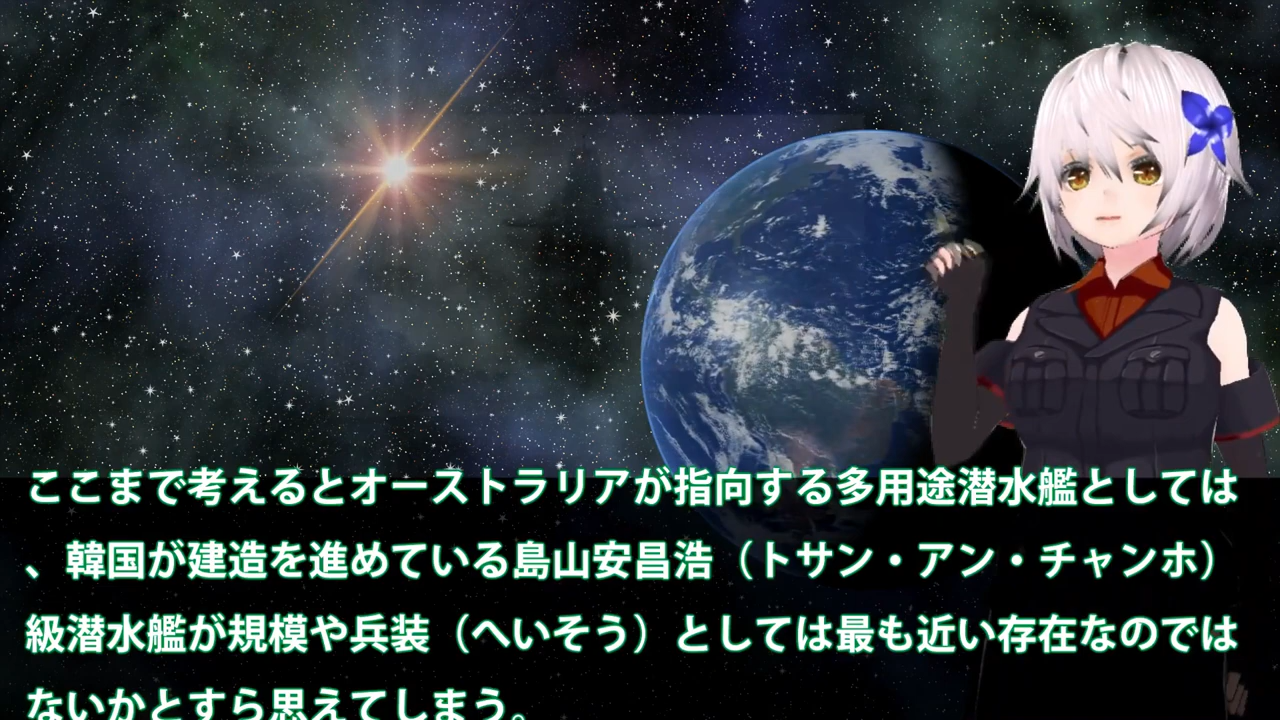 ここまで考えるとオーストラリアが指向する多用途潜水艦としては
、韓国が建造を進めている島山安昌浩（トサン・アン・チャンホ）
級潜水艦が規模や兵装（へいそう）としては最も近い存在なのでは
ないかとすら思えてしまう。